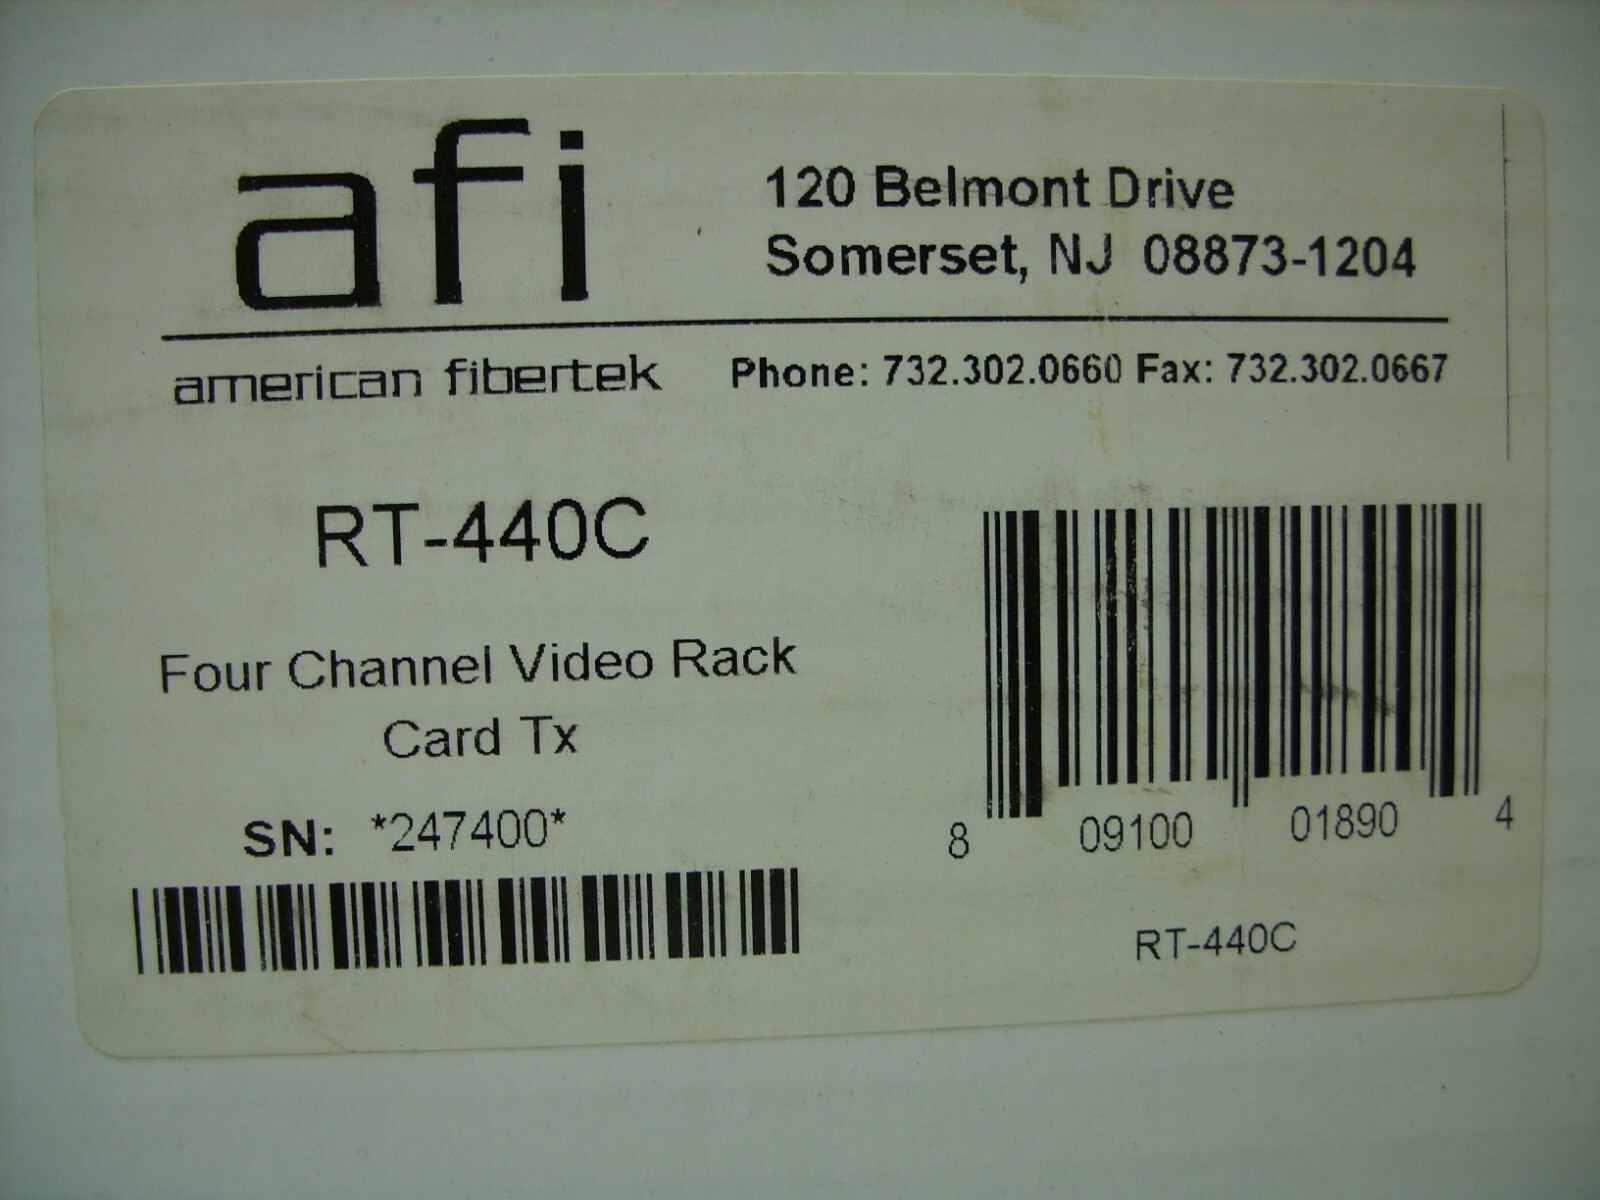 afi
120 Belmont Drive
Somerset, NJ 08873-1204
american fibertek
Phone: 732.302.0660 Fax: 732.302.0667
RT-440C
Four Channel Video Rack
Card Tx
SN: *247400*
8 09100 01890 4
RT-440C